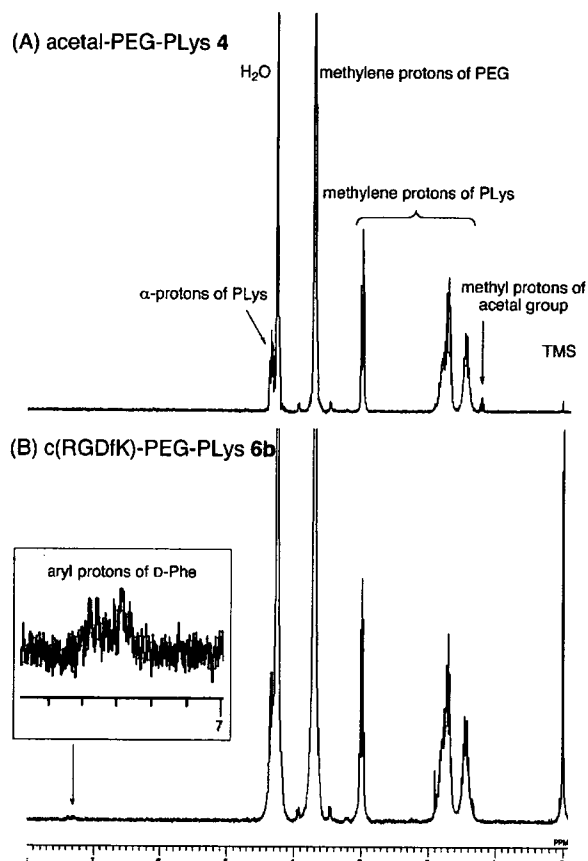 (A) acetal-PEG-PLys 4
H₂O
methylene protons of PEG
methylene protons of PLys
α-protons of PLys
methyl protons of
acetal group
TMS
(B) c(RGDfK)-PEG-PLys 6b
aryl protons of D-Phe
7
PPM